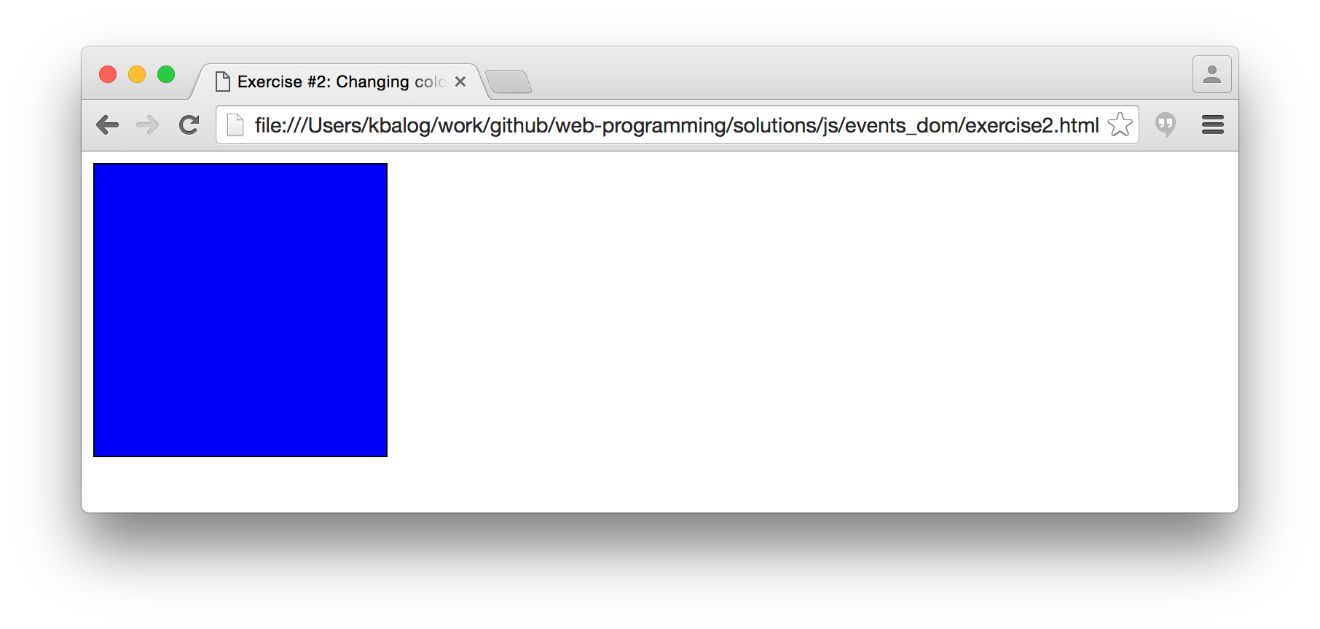 Exercise #2: Changing colo
file:///Users/kbalog/work/github/web-programming/solutions/js/events_dom/exercise2.html